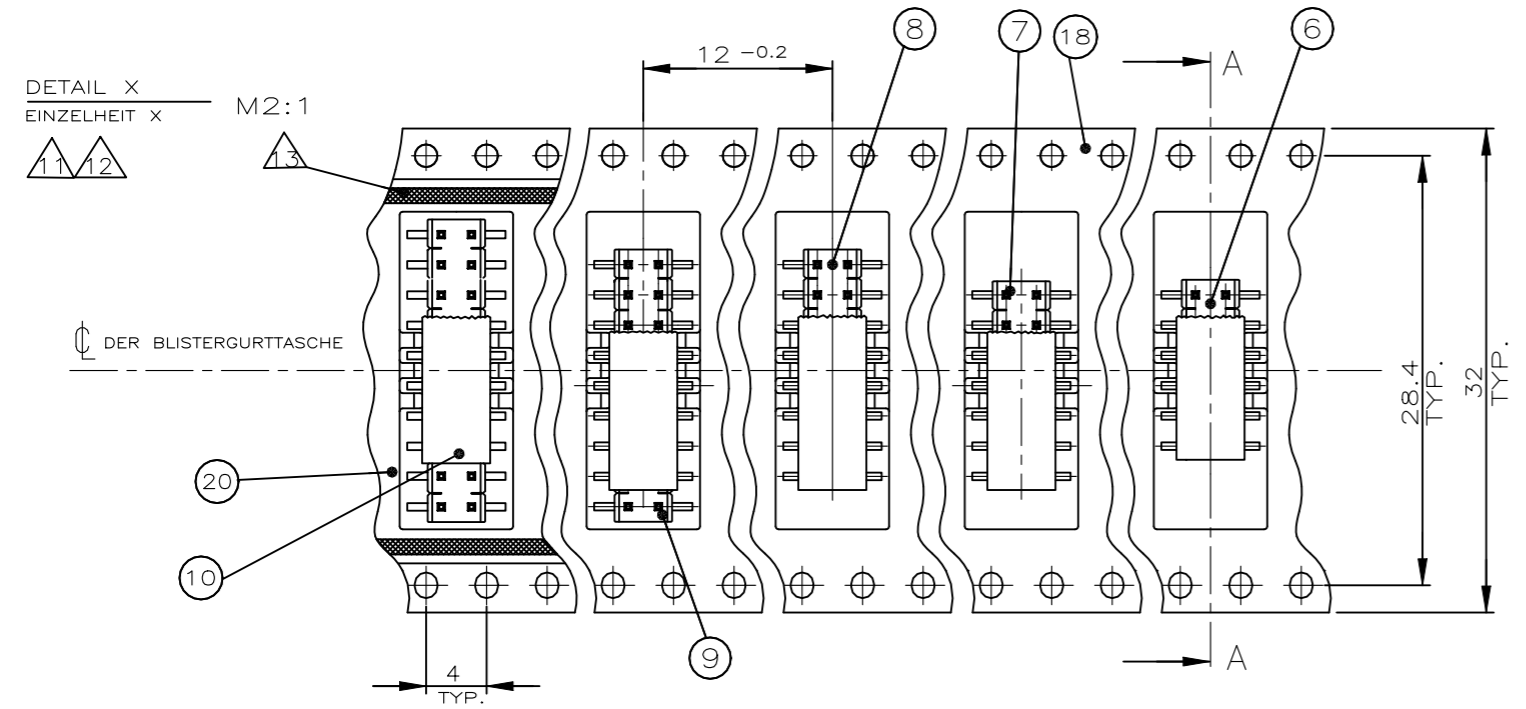 DETAIL X
EINZELHEIT X
M2:1
11 12
13
12 -0.2
8
7
18
6
A
℄ DER BLISTERGURTTASCHE
28.4
TYP.
32
TYP.
20
10
9
4
TYP.
A